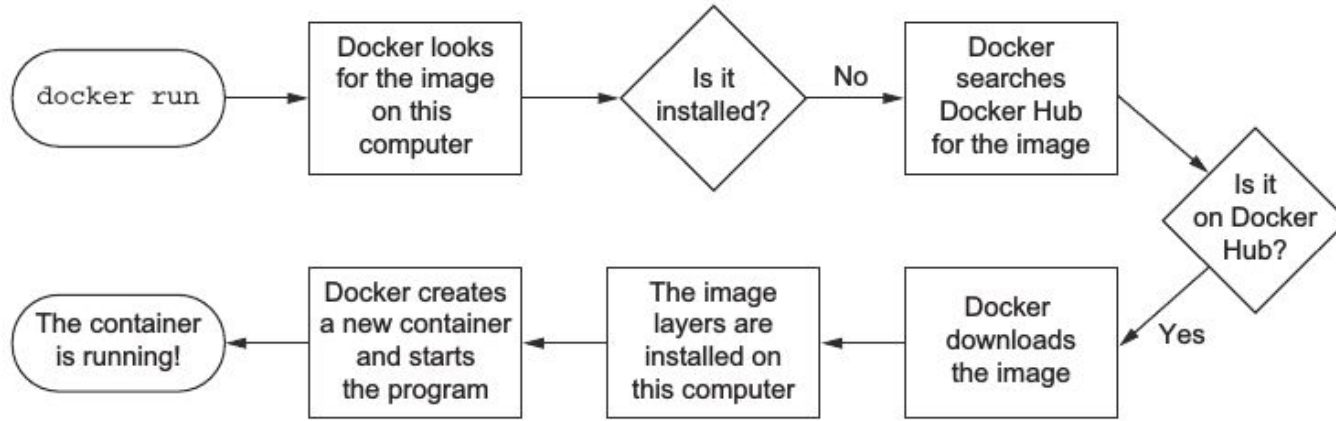 docker run
Docker looks
for the image
on this
computer
Is it
installed?
No
Docker
searches
Docker Hub
for the image
Is it
on Docker
Hub?
Yes
Docker
downloads
the image
The image
layers are
installed on
this computer
Docker creates
a new container
and starts
the program
The container
is running!